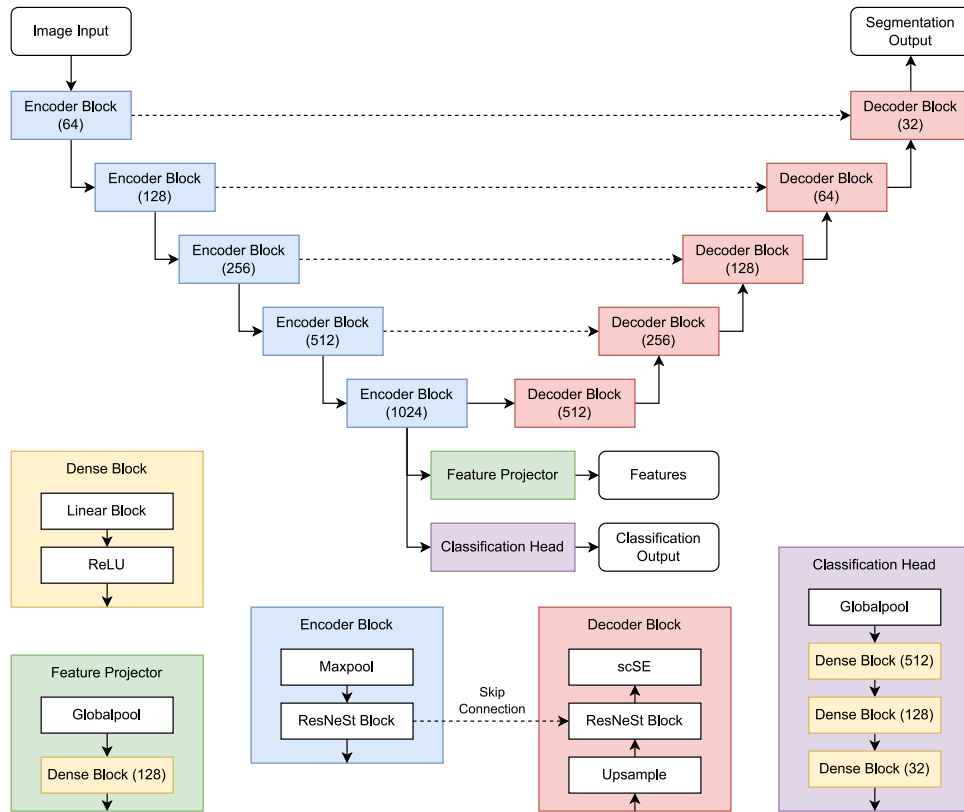 Image Input
Segmentation
Output
Encoder Block
(64)
Decoder Block
(32)
Encoder Block
(128)
Decoder Block
(64)
Encoder Block
(256)
Decoder Block
(128)
Encoder Block
(512)
Decoder Block
(256)
Encoder Block
(1024)
Decoder Block
(512)
Feature Projector
Features
Classification Head
Classification
Output
Dense Block
Linear Block
ReLU
Feature Projector
Globalpool
Dense Block (128)
Encoder Block
Maxpool
ResNeSt Block
Skip
Connection
Decoder Block
scSE
ResNeSt Block
Upsample
Classification Head
Globalpool
Dense Block (512)
Dense Block (128)
Dense Block (32)